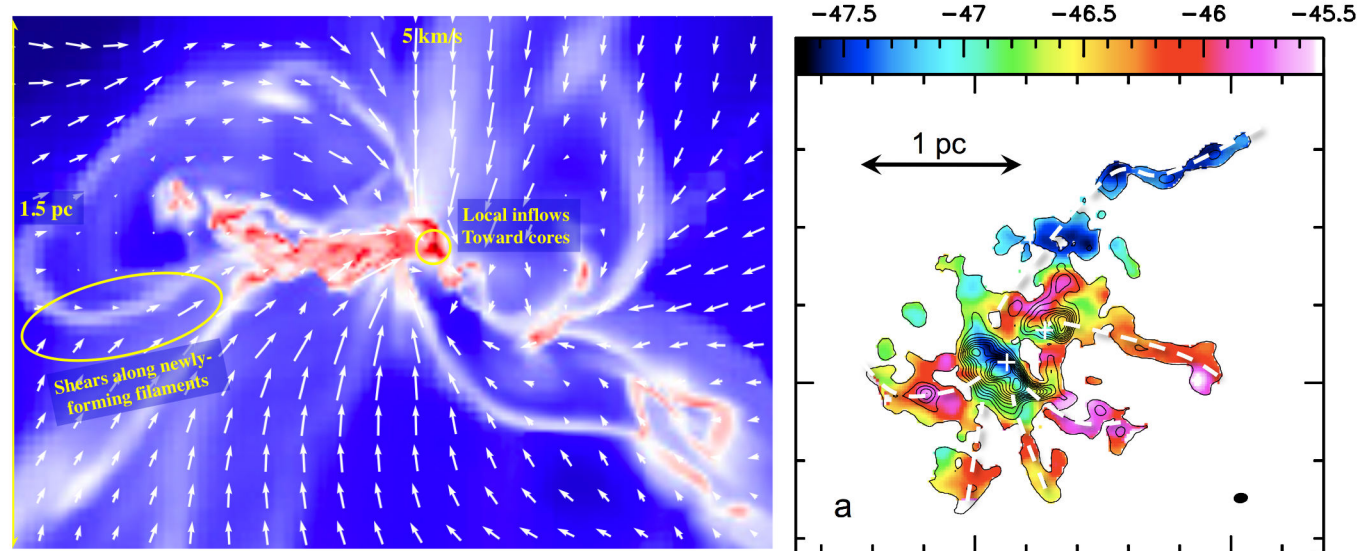 5 km/s
1.5 pc
Local inflows
Toward cores
Shears along newly-
forming filaments
−47.5 −47 −46.5 −46 −45.5
1 pc
a